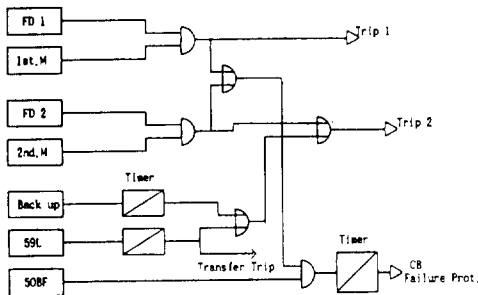 FD 1
Trip 1
1st.M
FD 2
Trip 2
2nd.M
Timer
Back up
59L
Transfer Trip
Timer
50BF
CB
Failure Prot.